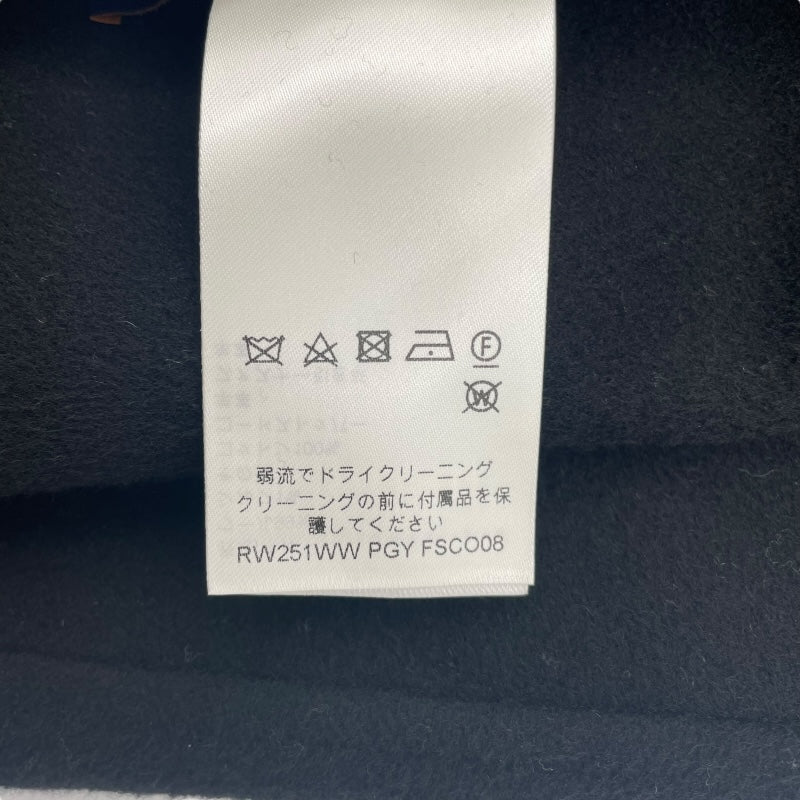 F
W
弱流でドライクリーニング
クリーニングの前に付属品を保
護してください
RW251WW PGY FSCO08